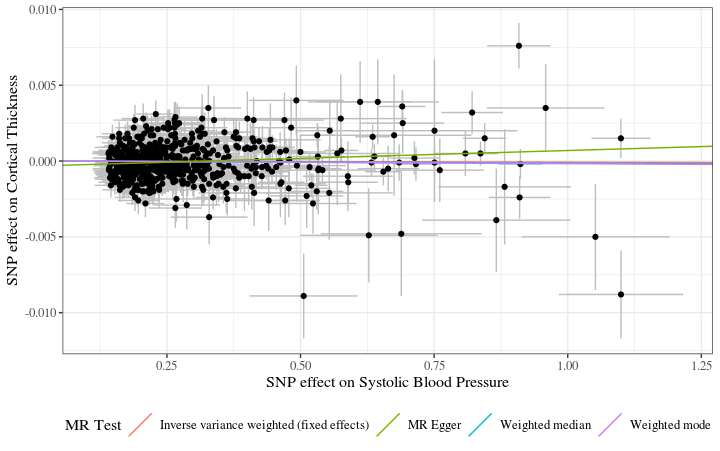 SNP effect on Cortical Thickness
0.010
0.005
0.000
-0.005
-0.010
0.25 0.50 0.75 1.00 1.25
SNP effect on Systolic Blood Pressure
MR Test Inverse variance weighted (fixed effects) MR Egger Weighted median Weighted mode